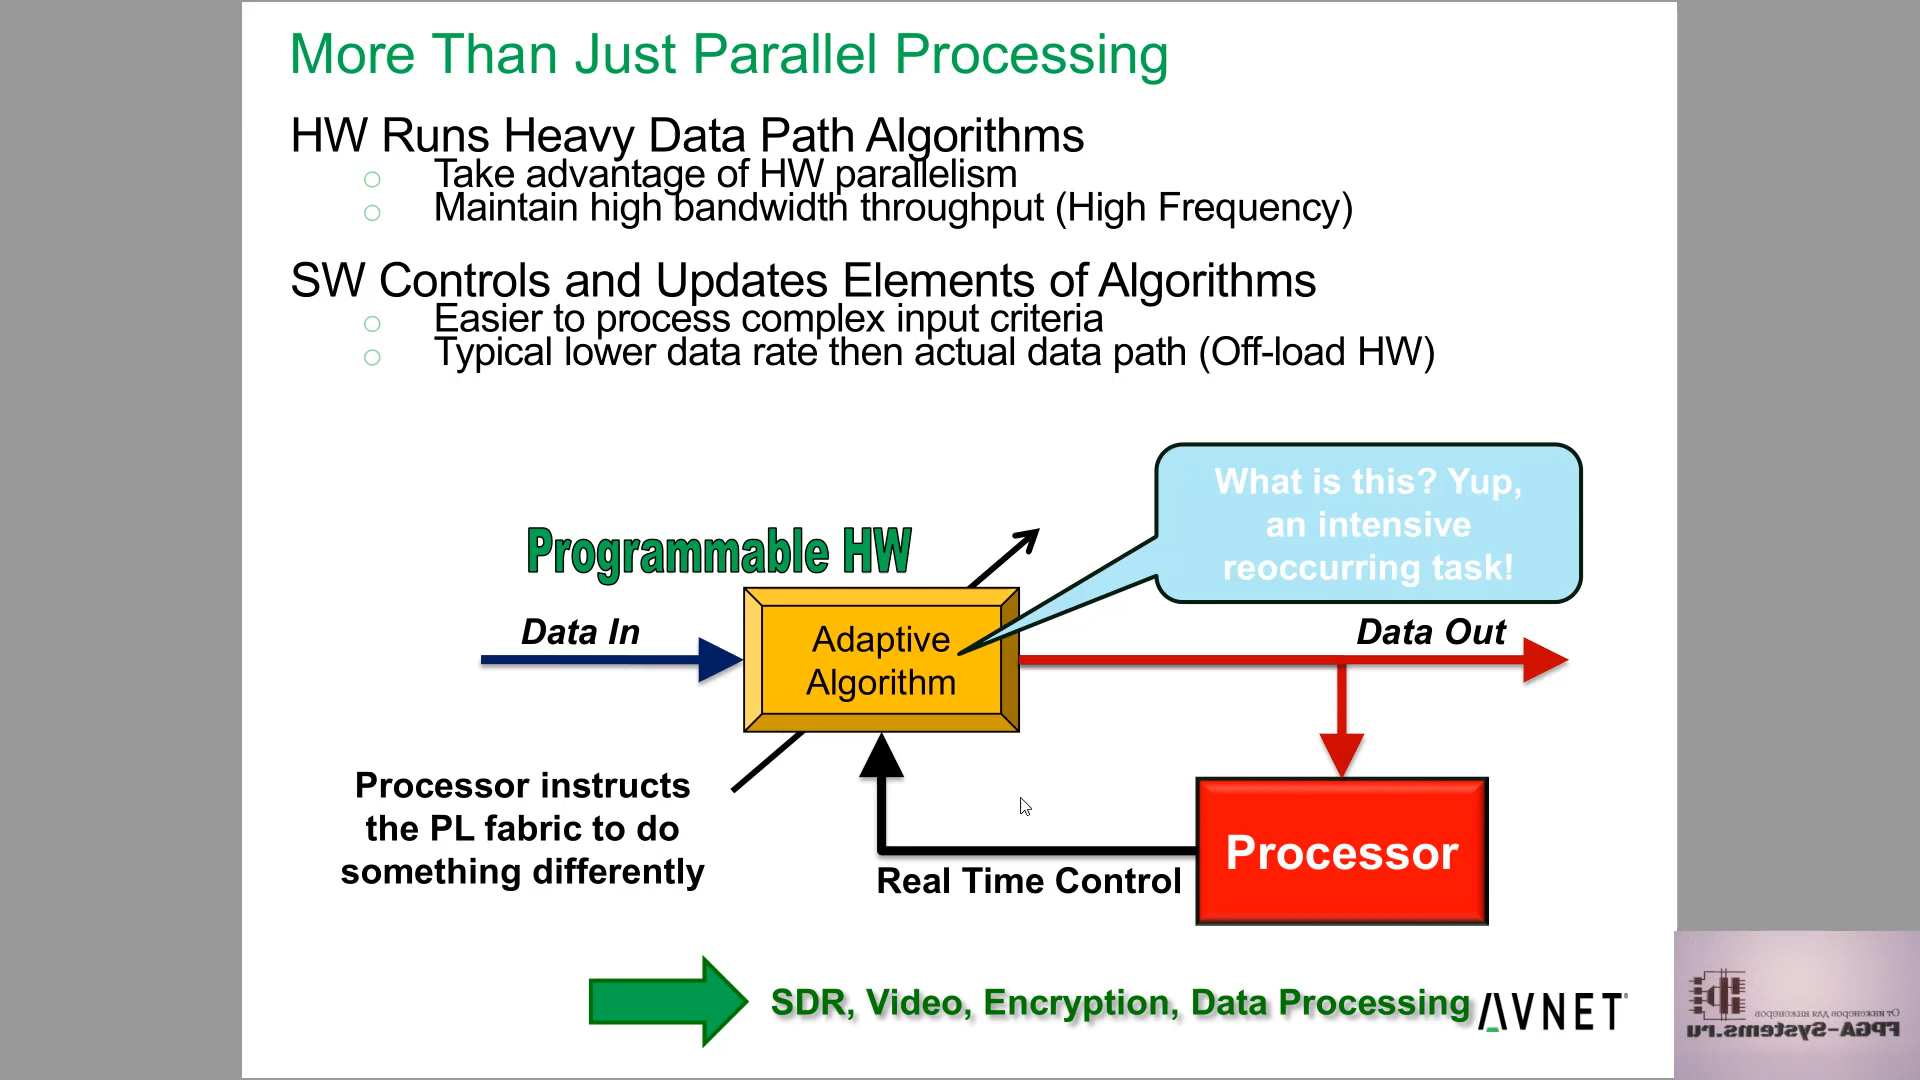 More Than Just Parallel Processing
HW Runs Heavy Data Path Algorithms
Take advantage of HW parallelism
Maintain high bandwidth throughput (High Frequency)
SW Controls and Updates Elements of Algorithms
Easier to process complex input criteria
Typical lower data rate then actual data path (Off-load HW)
What is this? Yup,
an intensive
reoccurring task!
Programmable HW
Data In
Adaptive
Algorithm
Data Out
Processor instructs
the PL fabric to do
something differently
Real Time Control
Processor
SDR, Video, Encryption, Data Processing
AVNET
От инженеров для инженеров
FPGA-Systems.ru